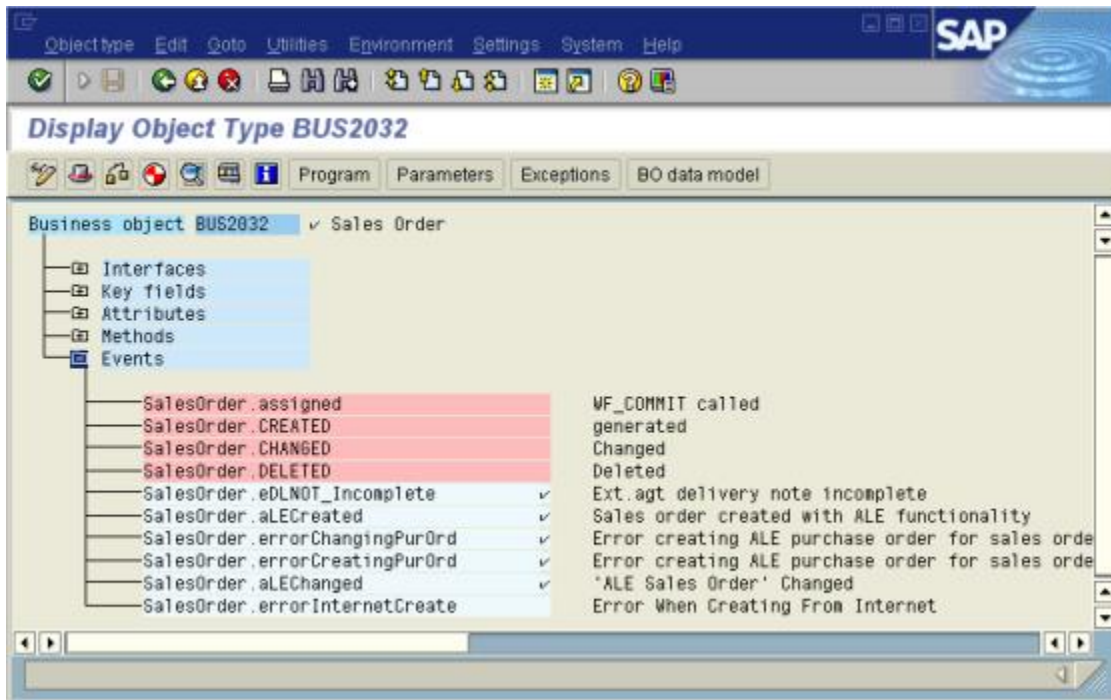 Object type Edit Goto Utilities Environment Settings System Help
SAP
Display Object Type BUS2032
Program Parameters Exceptions BO data model
Business object BUS2032 ✓ Sales Order
Interfaces
Key fields
Attributes
Methods
Events
SalesOrder.assigned WF_COMMIT called
SalesOrder.CREATED generated
SalesOrder.CHANGED Changed
SalesOrder.DELETED Deleted
SalesOrder.eDLNOT_Incomplete ✓ Ext.agt delivery note incomplete
SalesOrder.aLECreated ✓ Sales order created with ALE functionality
SalesOrder.errorChangingPurOrd ✓ Error creating ALE purchase order for sales orde
SalesOrder.errorCreatingPurOrd ✓ Error creating ALE purchase order for sales orde
SalesOrder.aLEChanged ✓ 'ALE Sales Order' Changed
SalesOrder.errorInternetCreate Error When Creating From Internet